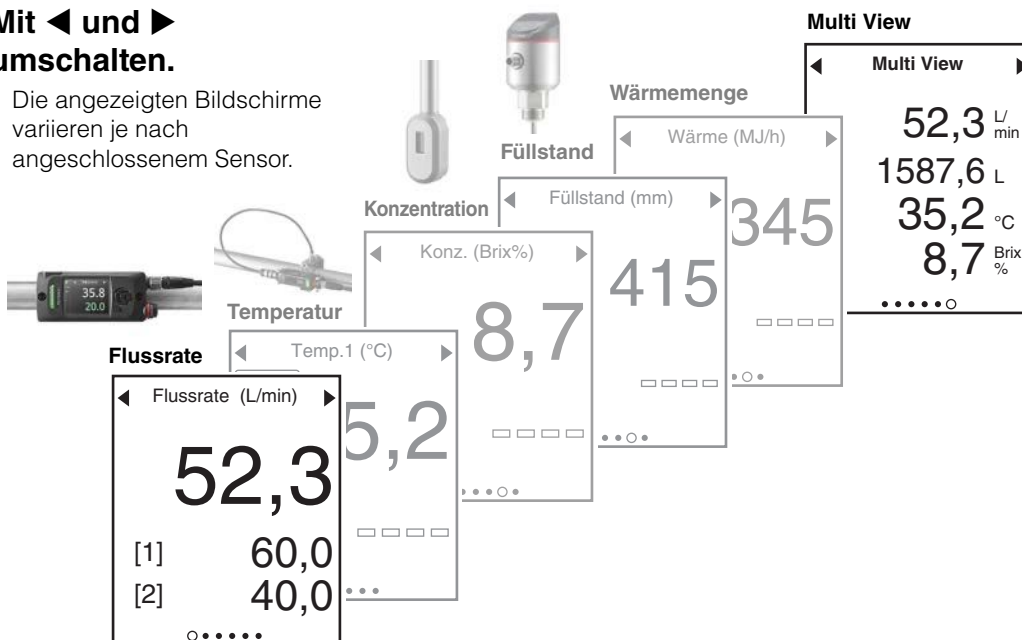 Mit ◀ und ▶
umschalten.
Die angezeigten Bildschirme
variieren je nach
angeschlossenem Sensor.
35.8
20.0
Flussrate
◀ Flussrate (L/min) ▶
52,3
[1] 60,0
[2] 40,0
Temperatur
◀ Temp.1 (°C) ▶
5,2
Konzentration
◀ Konz. (Brix%) ▶
8,7
Füllstand
◀ Füllstand (mm) ▶
415
Wärmemenge
◀ Wärme (MJ/h) ▶
345
Multi View
◀ Multi View ▶
52,3 L/min
1587,6 L
35,2 °C
8,7 Brix %